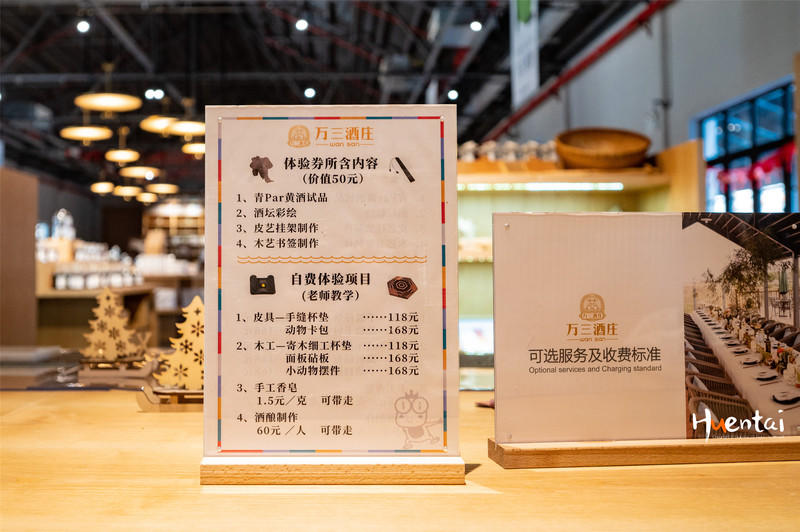 万三酒庄
wan san
体验券所含内容
(价值50元)
1、青Par黄酒试品
2、酒坛彩绘
3、皮艺挂架制作
4、木艺书签制作
自费体验项目
(老师教学)
1、皮具—手缝杯垫 ······118元
动物卡包 ······168元
2、木工—寄木细工杯垫 ······118元
面板砧板 ······168元
小动物摆件 ······168元
3、手工香皂
1.5元／克 可带走
4、酒酿制作
60元 ／人 可带走
万三酒庄
wan san
可选服务及收费标准
Optional services and Charging standard
Huentai